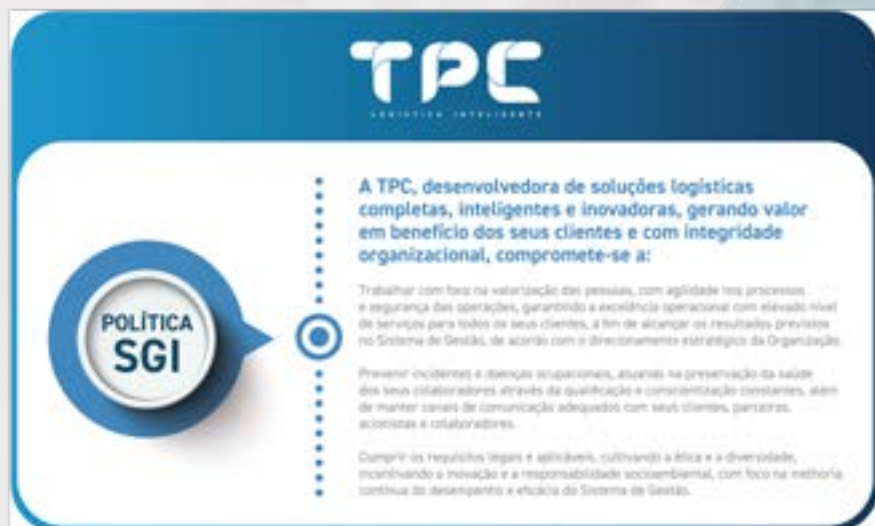 TPC
LOGÍSTICA INTELIGENTE
A TPC, desenvolvedora de soluções logísticas
completas, inteligentes e inovadoras, gerando valor
em benefício dos seus clientes e com integridade
organizacional, compromete-se a:
POLÍTICA
SGI
Trabalhar com foco na valorização das pessoas, com agilidade nos processos
e segurança das operações, garantindo a excelência operacional com elevado nível
de serviços para todos os seus clientes, a fim de alcançar os resultados previstos
no Sistema de Gestão, de acordo com o direcionamento estratégico da Organização.
Prevenir incidentes e doenças ocupacionais, atuando na preservação da saúde
dos seus colaboradores através da qualificação e conscientização constantes, além
de manter canais de comunicação adequados com seus clientes, parceiros,
acionistas e colaboradores.
Cumprir os requisitos legais e aplicáveis, cultivando a ética e a diversidade,
incentivando a inovação e a responsabilidade socioambiental, com foco na melhoria
contínua do desempenho e eficácia do Sistema de Gestão.